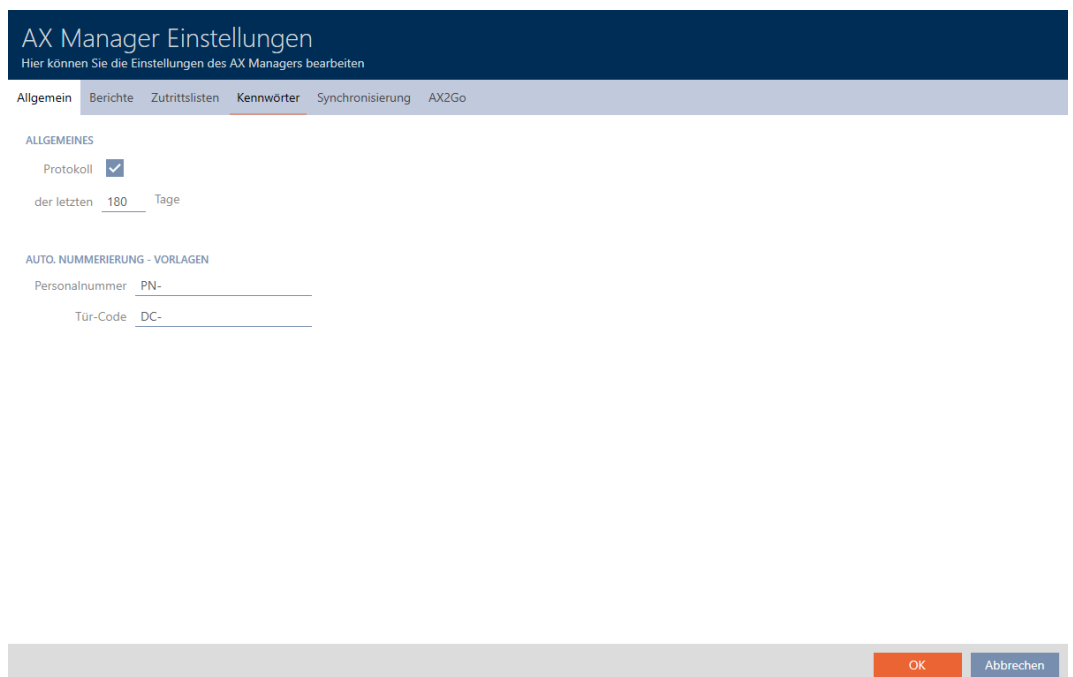 AX Manager Einstellungen
Hier können Sie die Einstellungen des AX Managers bearbeiten
Allgemein Berichte Zutrittslisten Kennwörter Synchronisierung AX2Go
ALLGEMEINES
Protokoll
der letzten 180 Tage
AUTO. NUMMERIERUNG - VORLAGEN
Personalnummer PN-
Tür-Code DC-
OK Abbrechen